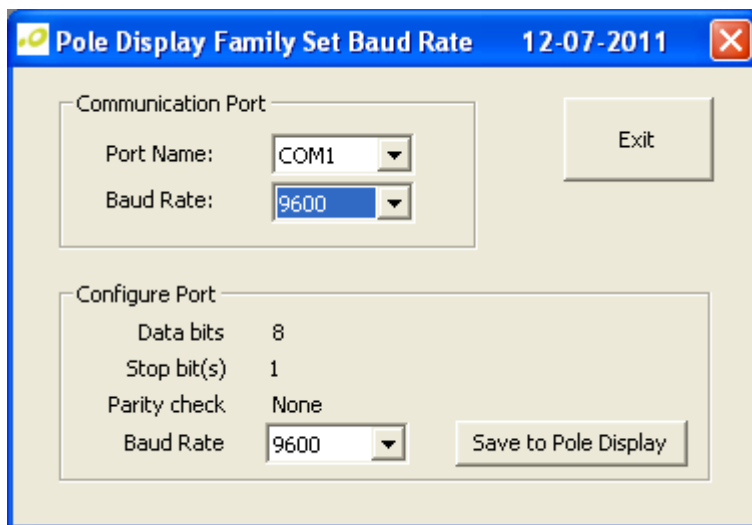 Pole Display Family Set Baud Rate 12-07-2011
Communication Port
Port Name: COM1
Baud Rate: 9600
Exit
Configure Port
Data bits 8
Stop bit(s) 1
Parity check None
Baud Rate 9600
Save to Pole Display